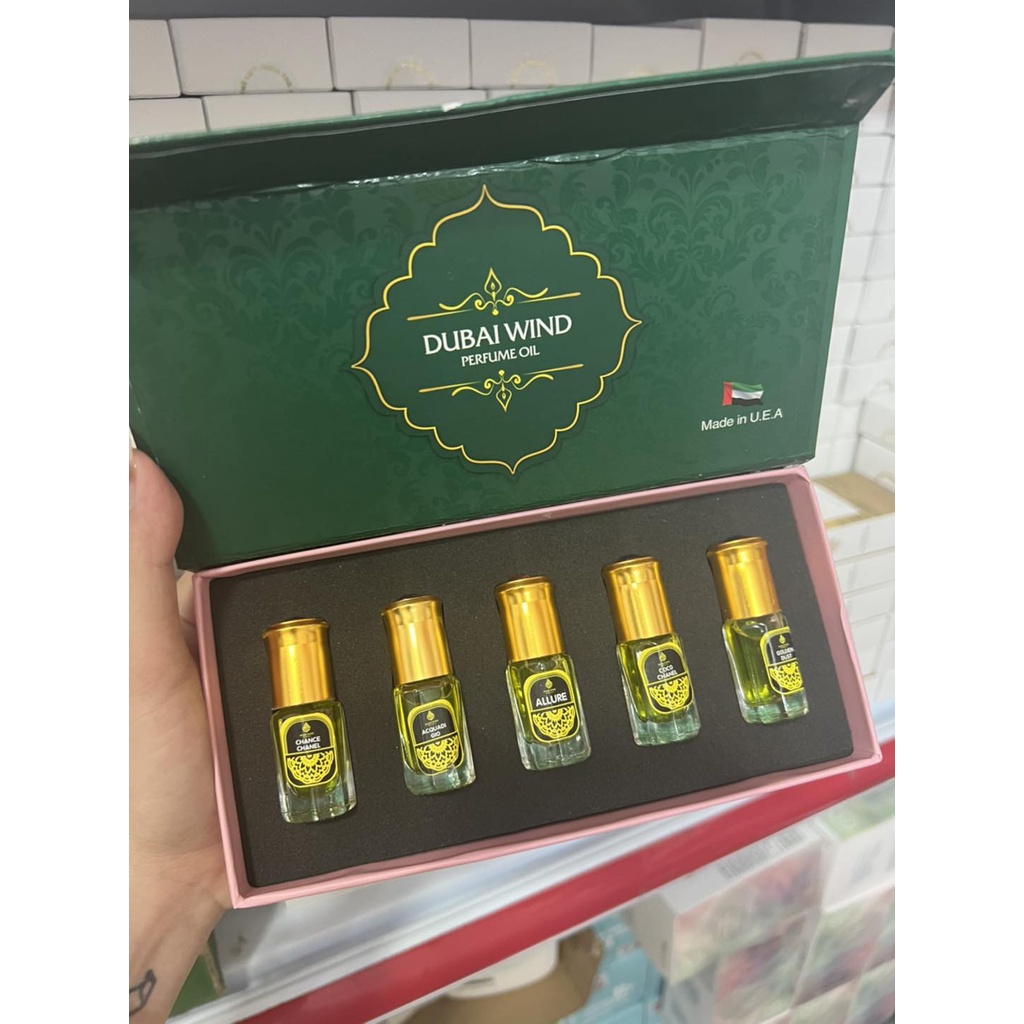 DUBAI WIND
PERFUME OIL
Made in U.E.A
CHANCE
CHANEL
ACQUADI
GIO
ALLURE
COCO
CHANEL
GOLDEN
DUST